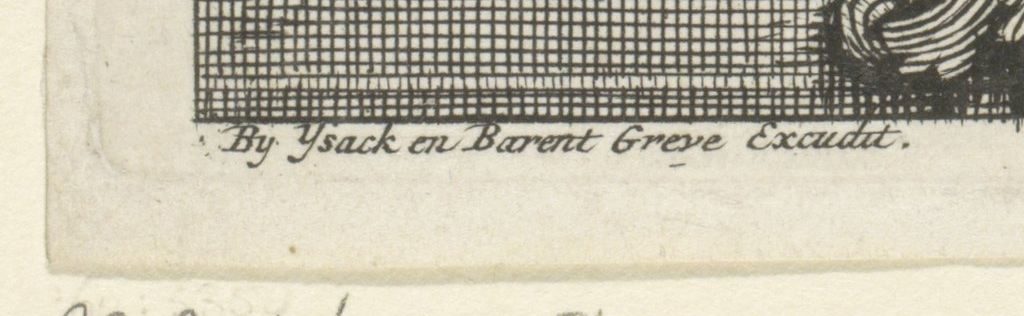 By Ysack en Barent Greve Excudit.